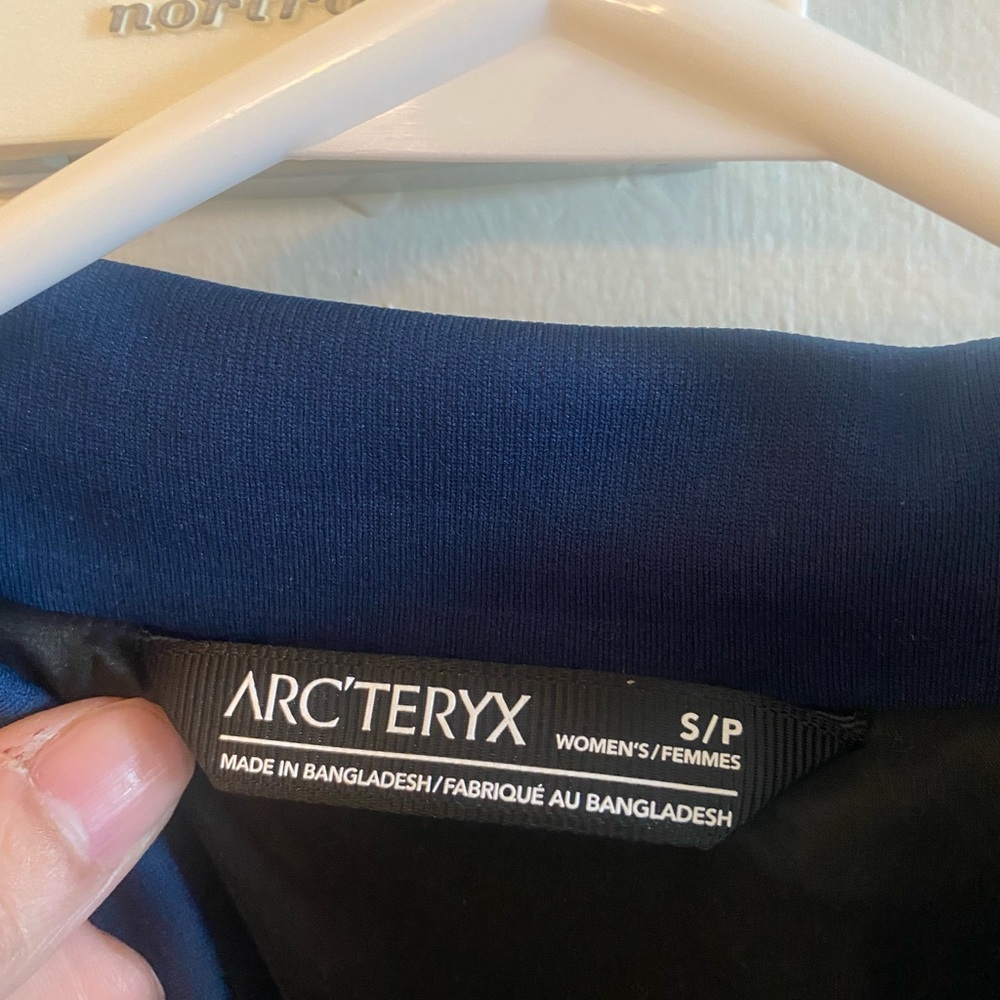 ARC'TERYX
S/P
WOMEN'S/FEMMES
MADE IN BANGLADESH/FABRIQUÉ AU BANGLADESH